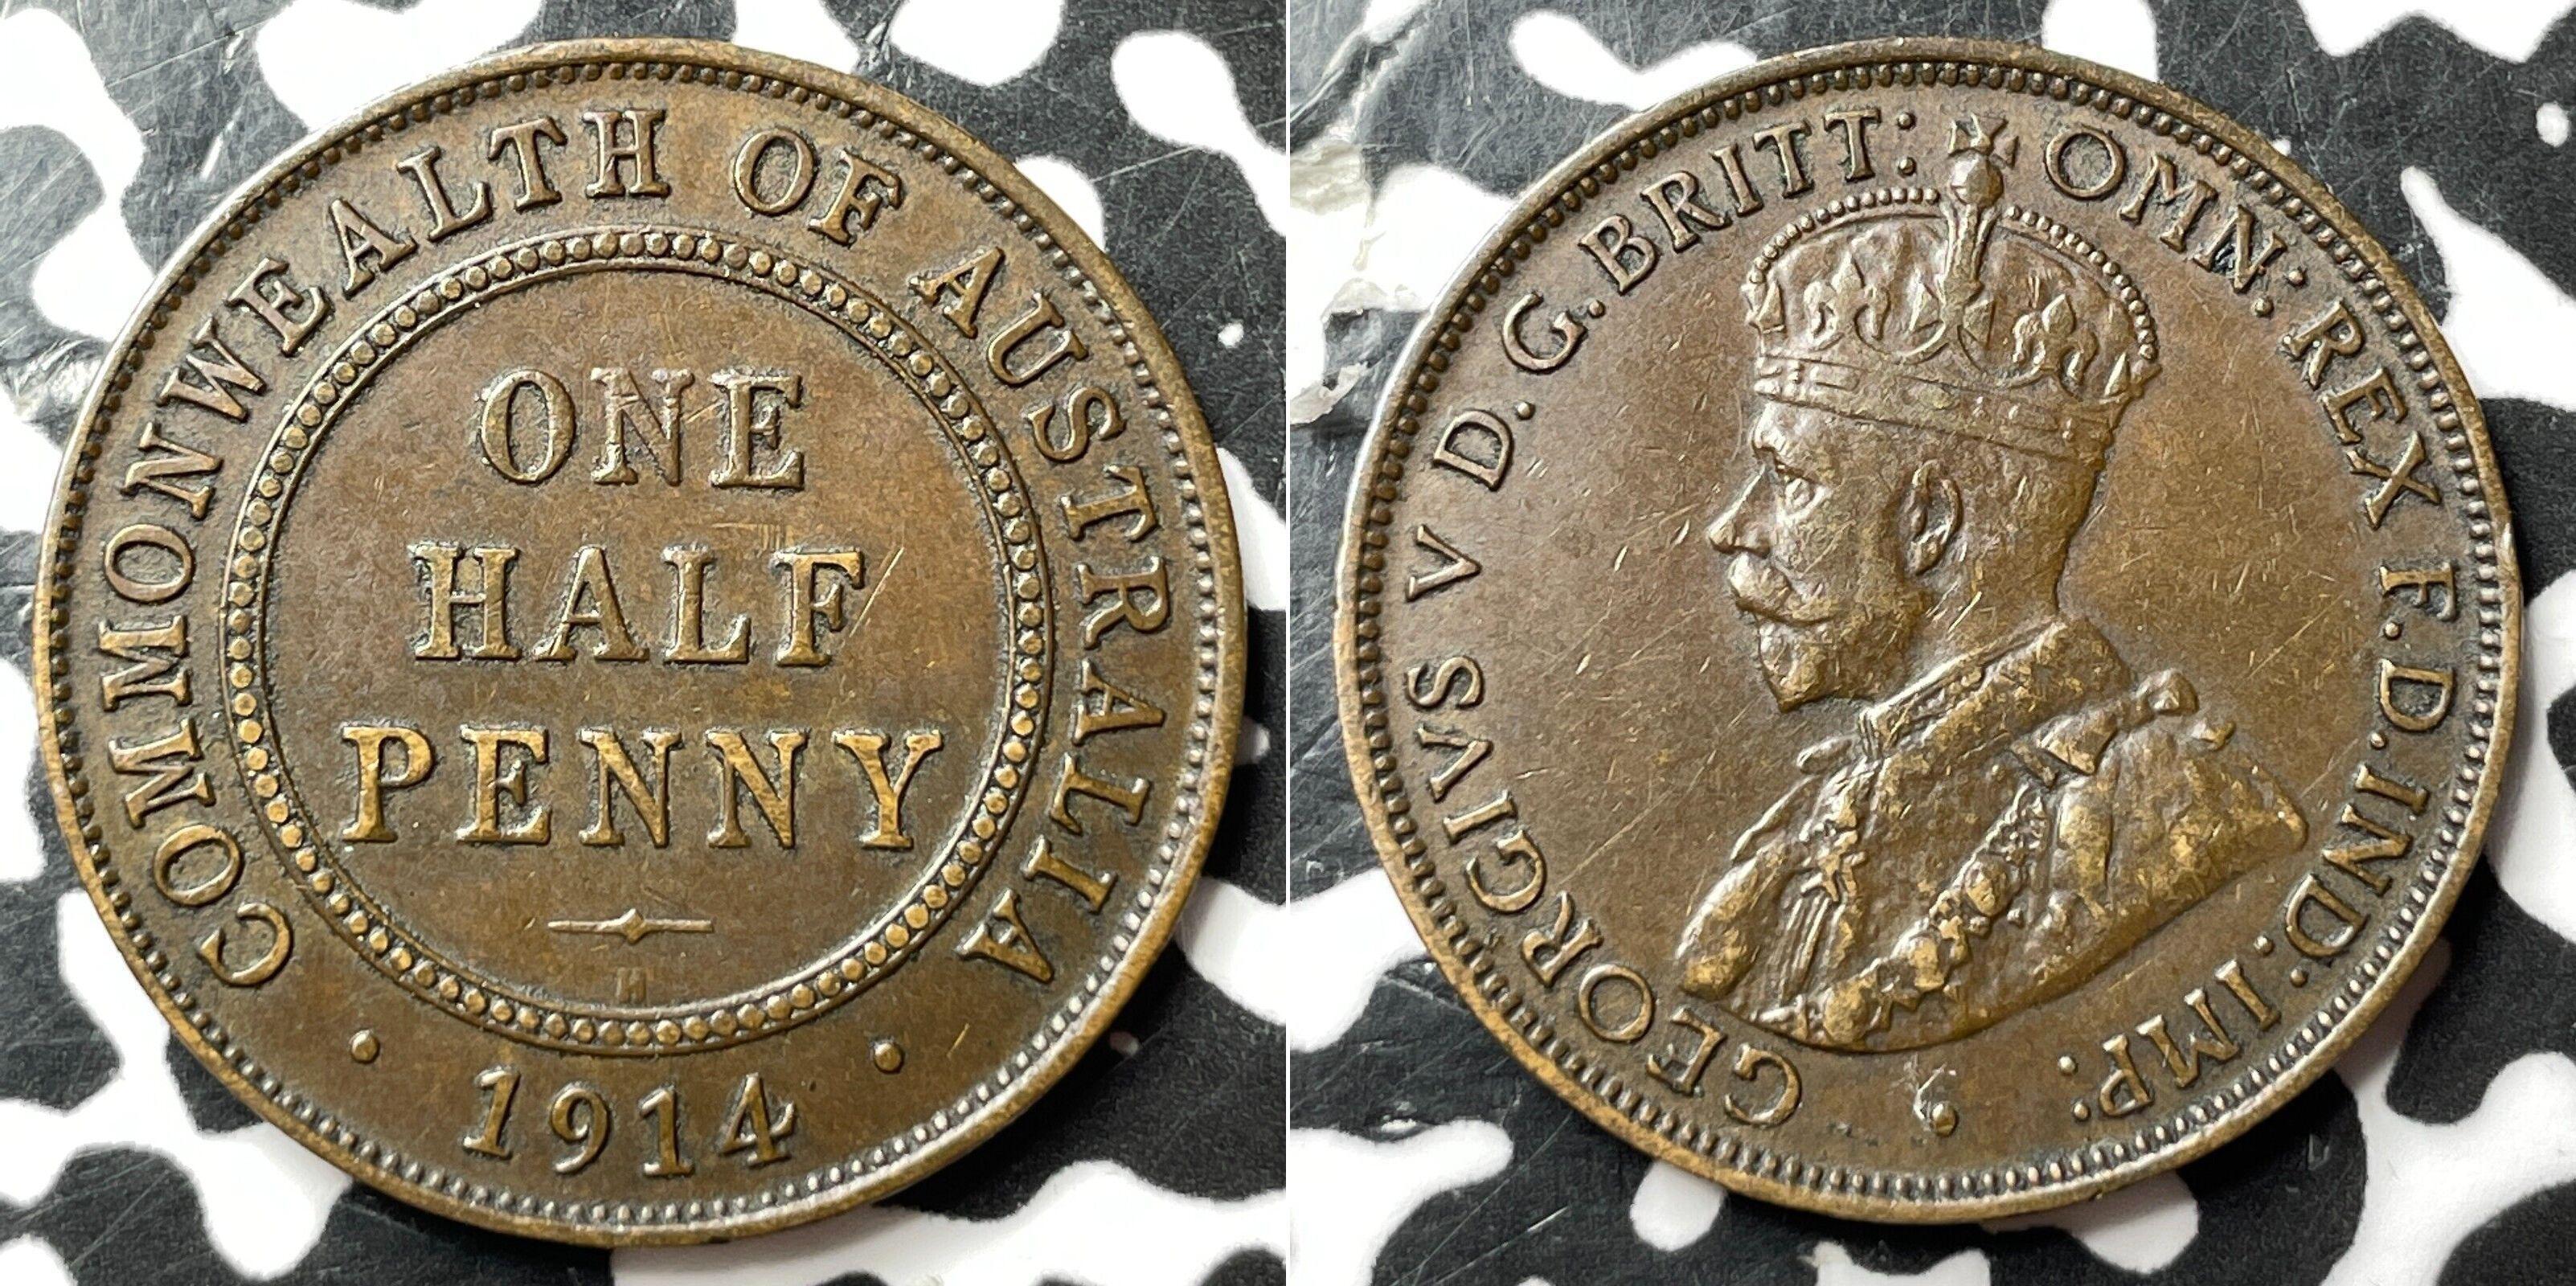 COMMONWEALTH OF AUSTRALIA
ONE
HALF
PENNY
H
· 1914 ·
GEORGIVS V D. G. BRITT: OMN: REX F. D. IND: IMP: